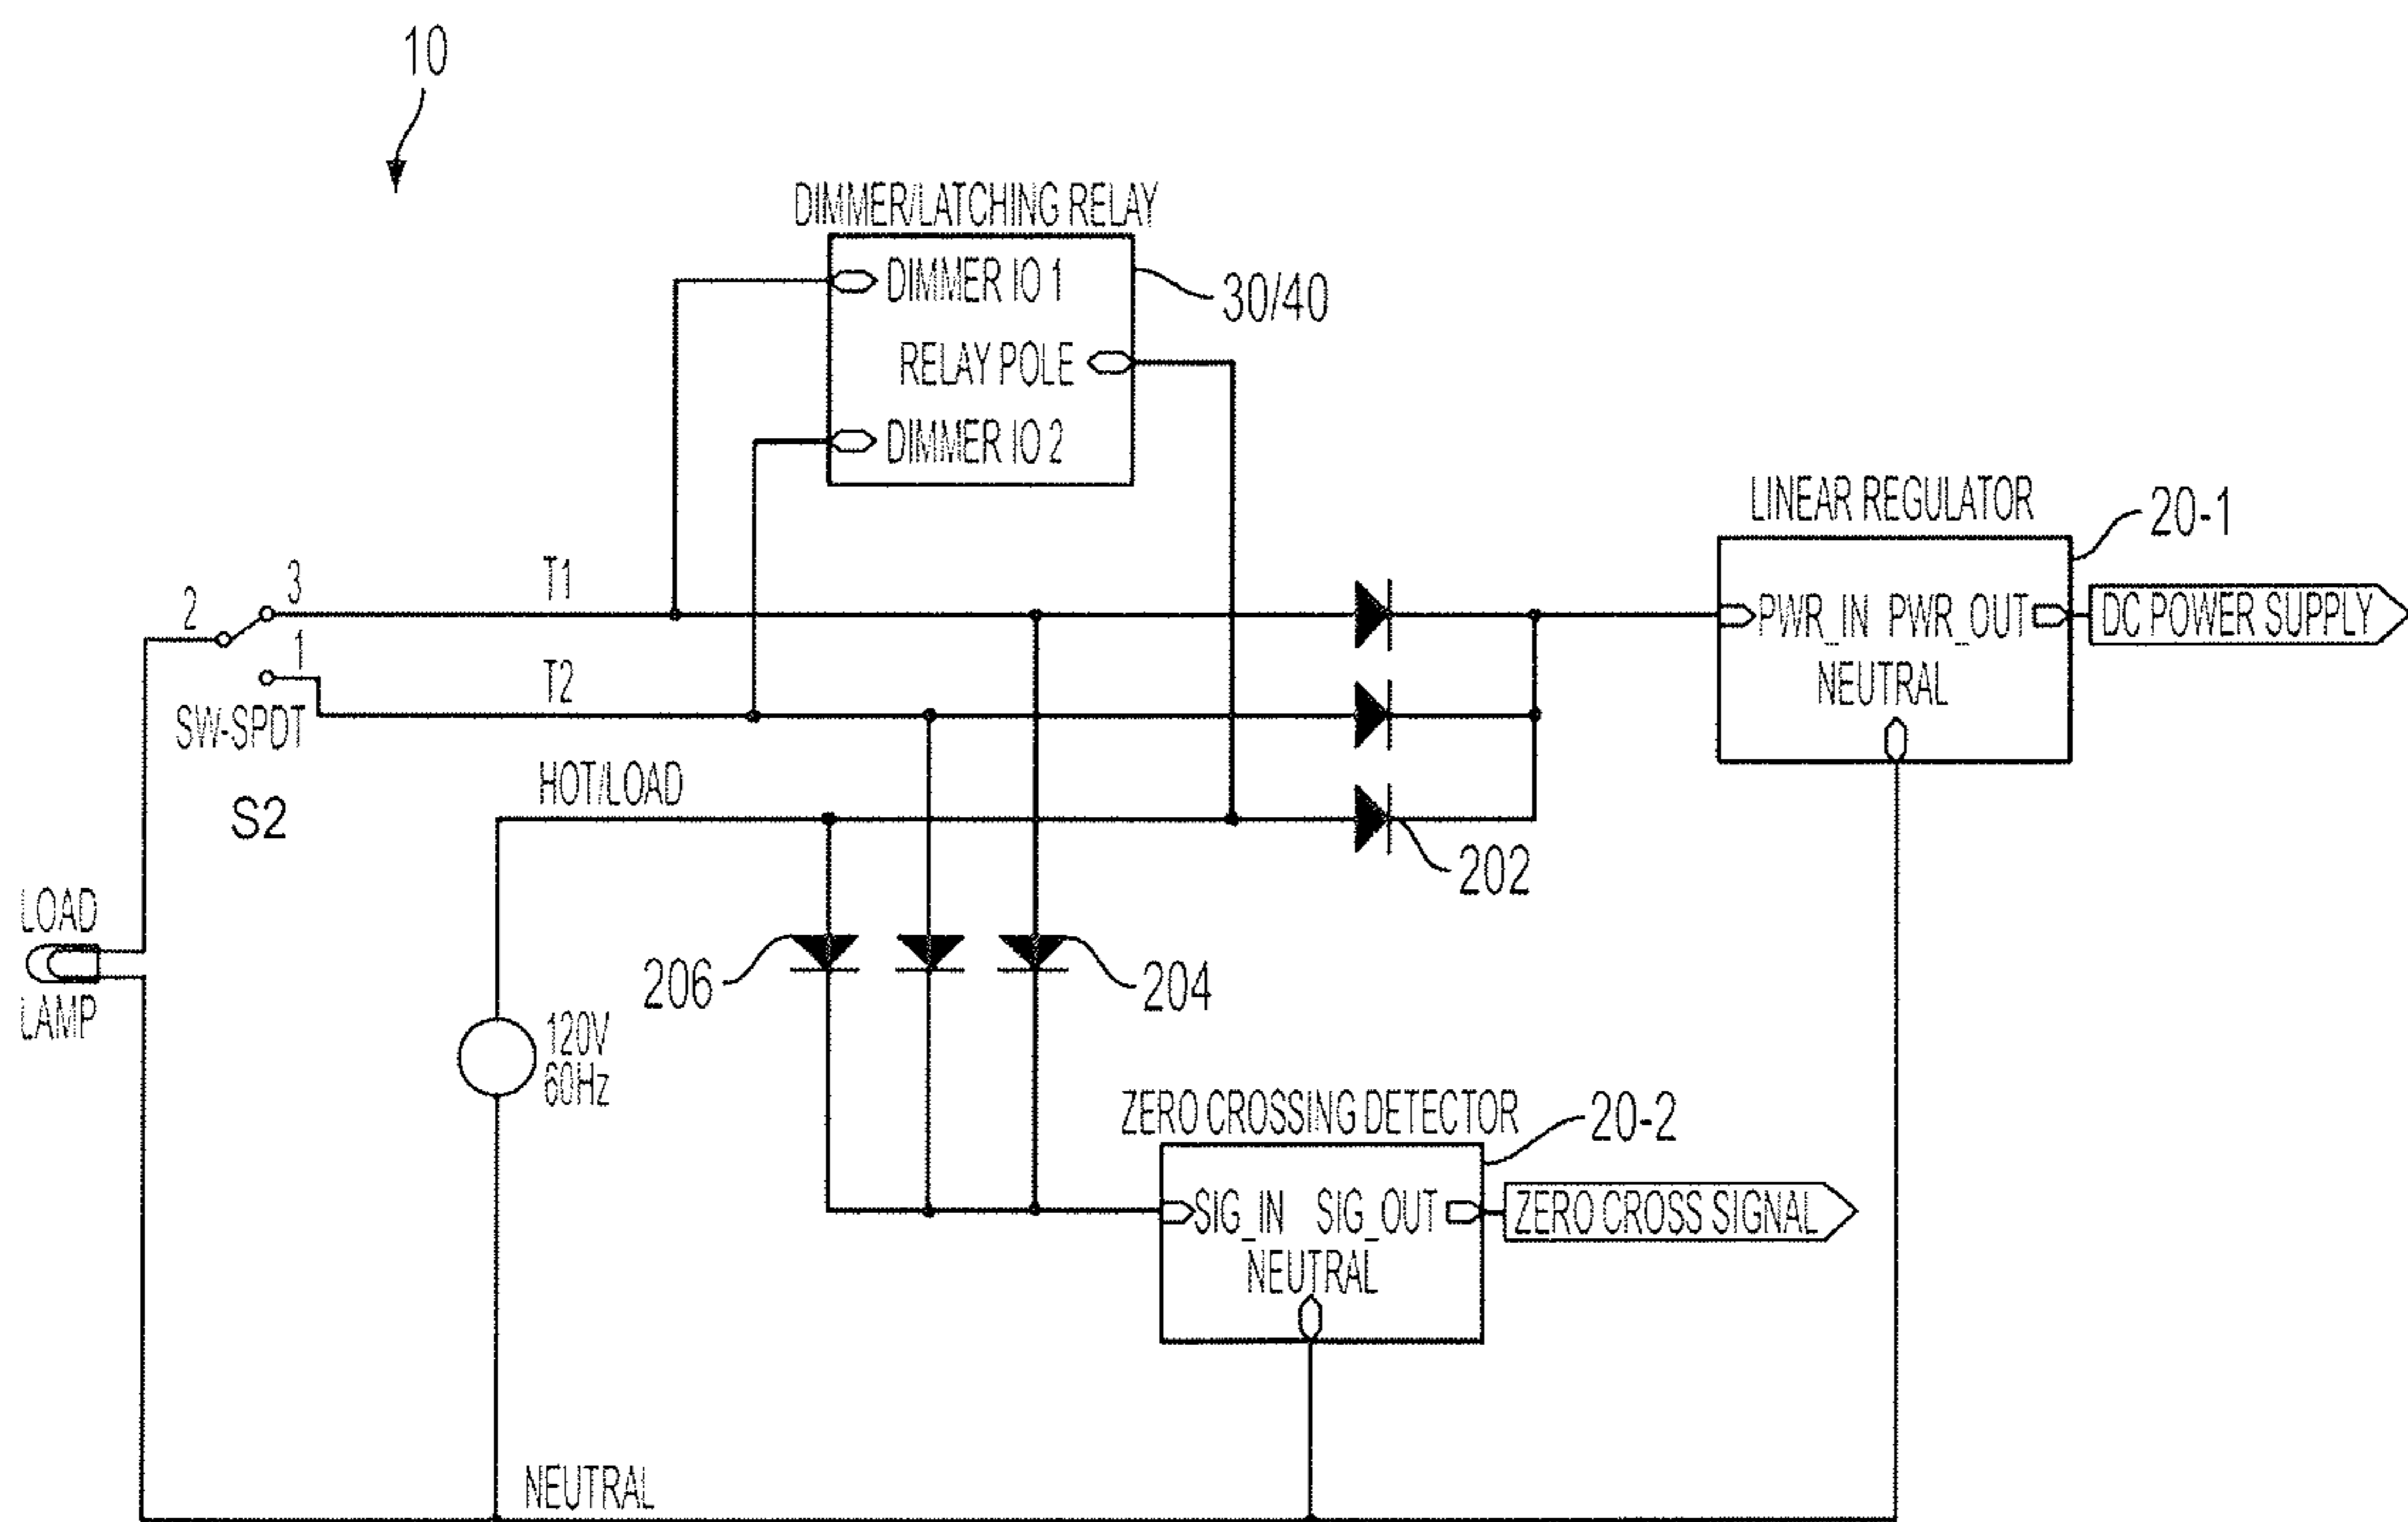 10
DIMMER/LATCHING RELAY
DIMMER IO 1
30/40
RELAY POLE
DIMMER IO 2
LINEAR REGULATOR
20-1
PWR_IN PWR_OUT
DC POWER SUPPLY
NEUTRAL
T1
3
2
1
T2
SW-SPDT
HOT/LOAD
S2
202
LOAD
LAMP
206
204
120V
60Hz
ZERO CROSSING DETECTOR
20-2
SIG_IN SIG_OUT
ZERO CROSS SIGNAL
NEUTRAL
NEUTRAL